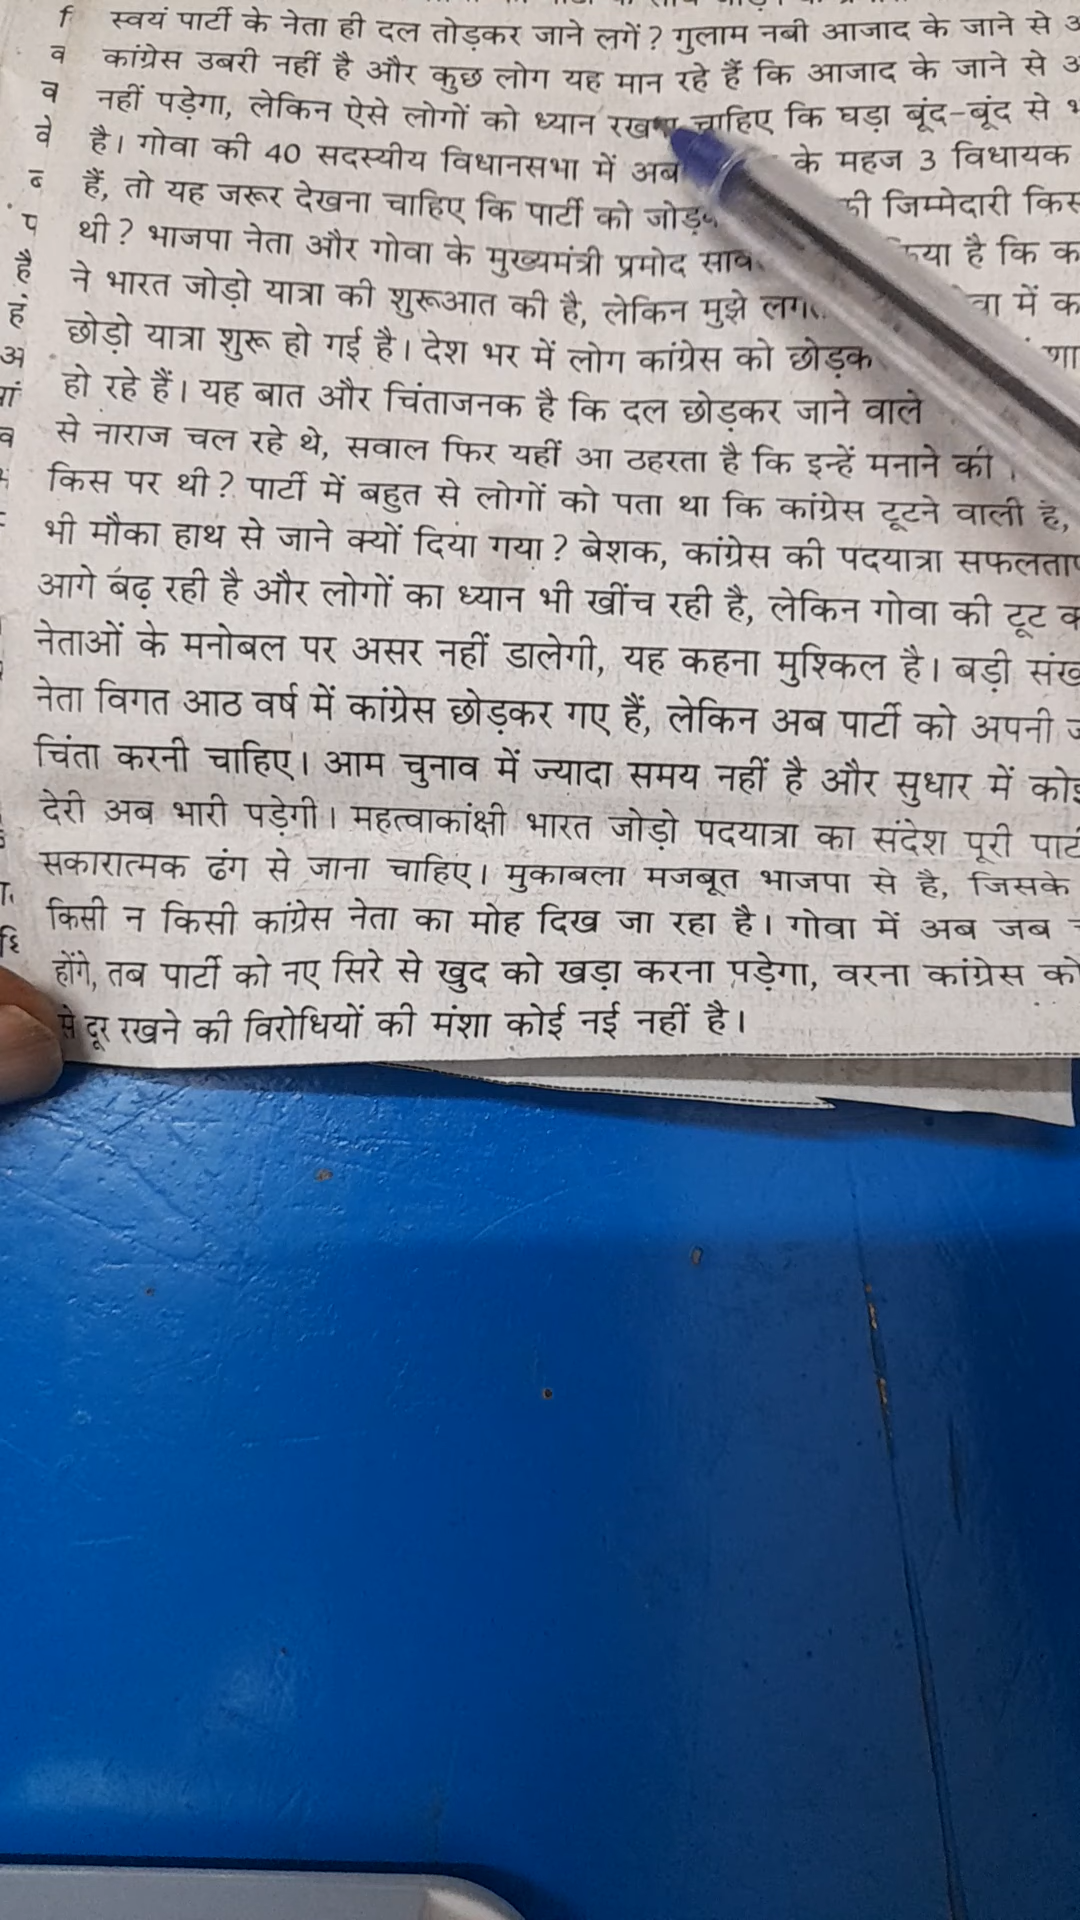 स्वयं पार्टी के नेता ही दल तोड़कर जाने लगें? गुलाम नबी आजाद के जाने से
कांग्रेस उबरी नहीं है और कुछ लोग यह मान रहे हैं कि आजाद के जाने से
नहीं पड़ेगा, लेकिन ऐसे लोगों को ध्यान चाहिए कि घड़ा बूंद-बूंद से
है। गोवा की 40 सदस्यीय विधानसभा में अब के महज 3 विधायक
हैं, तो यह जरूर देखना चाहिए कि पार्टी को जिम्मेदारी
थी? भाजपा नेता और गोवा के मुख्यमंत्री प्रमोद है कि
ने भारत जोड़ो यात्रा की शुरूआत की है, लेकिन मुझे में
छोड़ो यात्रा शुरू हो गई है। देश भर में लोग कांग्रेस को
हो रहे हैं। यह बात और चिंताजनक है कि दल छोड़कर जाने वाले
से नाराज चल रहे थे, सवाल फिर यहीं आ ठहरता है कि इन्हें मनाने की
किस पर थी? पार्टी में बहुत से लोगों को पता था कि कांग्रेस टूटने वाली है,
भी मौका हाथ से जाने क्यों दिया गया? बेशक, कांग्रेस की पदयात्रा
आगे बढ़ रही है और लोगों का ध्यान भी खींच रही है, लेकिन गोवा की टूट
नेताओं के मनोबल पर असर नहीं डालेगी, यह कहना मुश्किल है। बड़ी
नेता विगत आठ वर्ष में कांग्रेस छोड़कर गए हैं, लेकिन अब पार्टी को अपनी
चिंता करनी चाहिए। आम चुनाव में ज्यादा समय नहीं है और सुधार में
देरी अब भारी पड़ेगी। महत्वाकांक्षी भारत जोड़ो पदयात्रा का संदेश पूरी
सकारात्मक ढंग से जाना चाहिए। मुकाबला मजबूत भाजपा से है, जिसके
किसी न किसी कांग्रेस नेता का मोह दिख जा रहा है। गोवा में अब जब
होंगे, तब पार्टी को नए सिरे से खुद को खड़ा करना पड़ेगा, वरना कांग्रेस को
से दूर रखने की विरोधियों की मंशा कोई नई नहीं है।